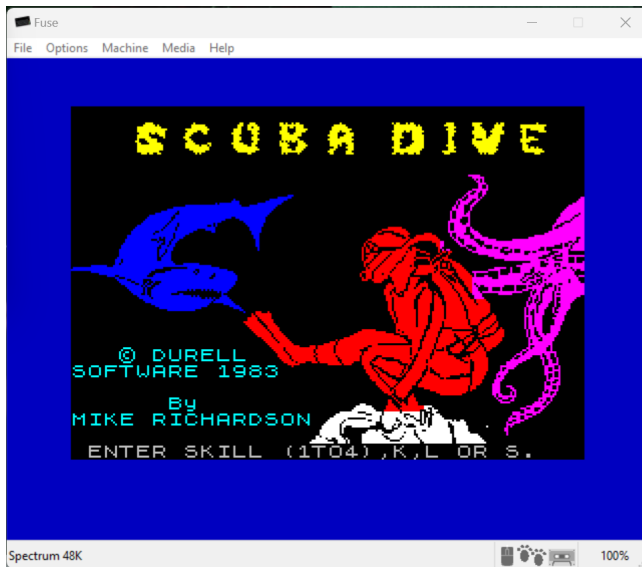 Fuse
File Options Machine Media Help
SCUBA DIVE
© DURELL
SOFTWARE 1983
By
MIKE RICHARDSON
ENTER SKILL (1TO4),K,L OR S.
Spectrum 48K 100%